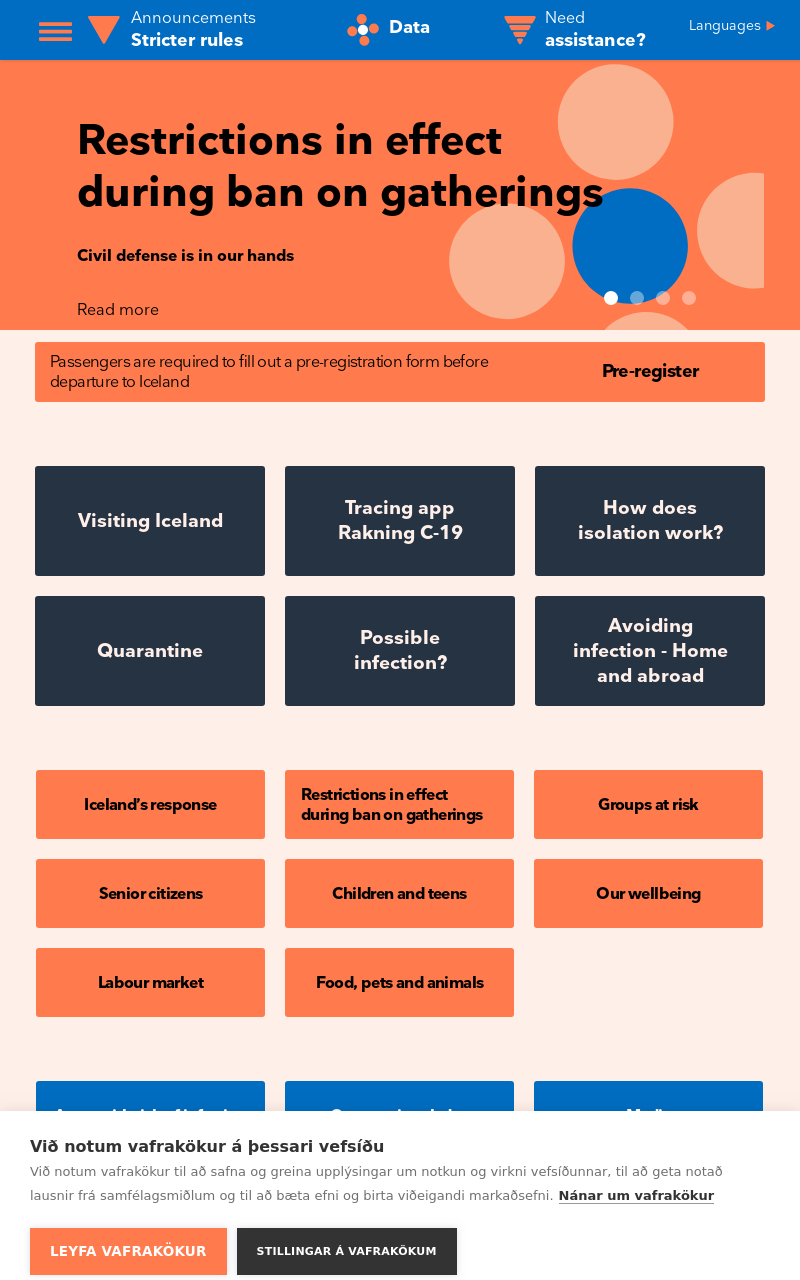 Announcements
Stricter rules
Data
Need
assistance?
Languages
Restrictions in effect
during ban on gatherings
Civil defense is in our hands
Read more
Passengers are required to fill out a pre-registration form before
departure to Iceland
Pre-register
Visiting Iceland
Tracing app
Rakning C-19
How does
isolation work?
Quarantine
Possible
infection?
Avoiding
infection - Home
and abroad
Iceland's response
Restrictions in effect
during ban on gatherings
Groups at risk
Senior citizens
Children and teens
Our wellbeing
Labour market
Food, pets and animals
Við notum vafrakökur á þessari vefsíðu
Við notum vafrakökur til að safna og greina upplýsingar um notkun og virkni vefsíðunnar, til að geta notað
lausnir frá samfélagsmiðlum og til að bæta efni og birta viðeigandi markaðsefni. Nánar um vafrakökur
LEYFA VAFRAKÖKUR
STILLINGAR Á VAFRAKÖKUM